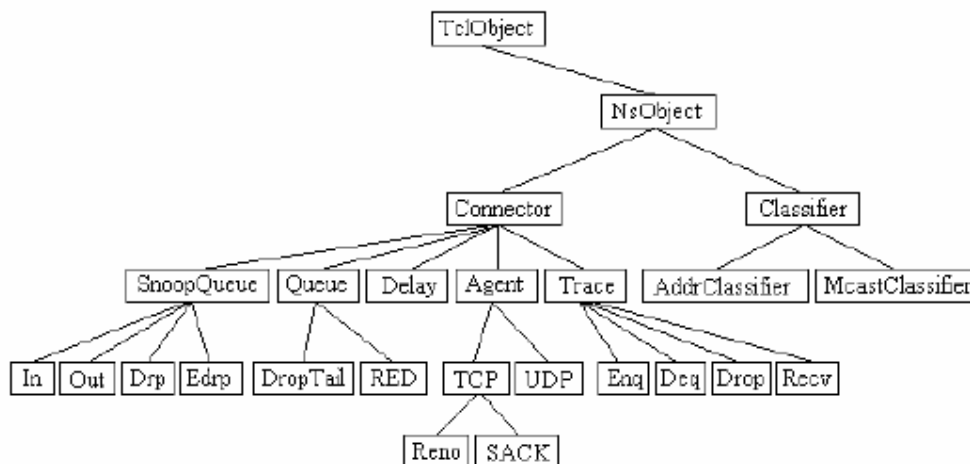 TclObject
NsObject
Connector Classifier
SnoopQueue Queue Delay Agent Trace AddrClassifier McastClassifier
In Out Drp Edrp DropTail RED TCP UDP Enq Deq Drop Recv
Reno SACK